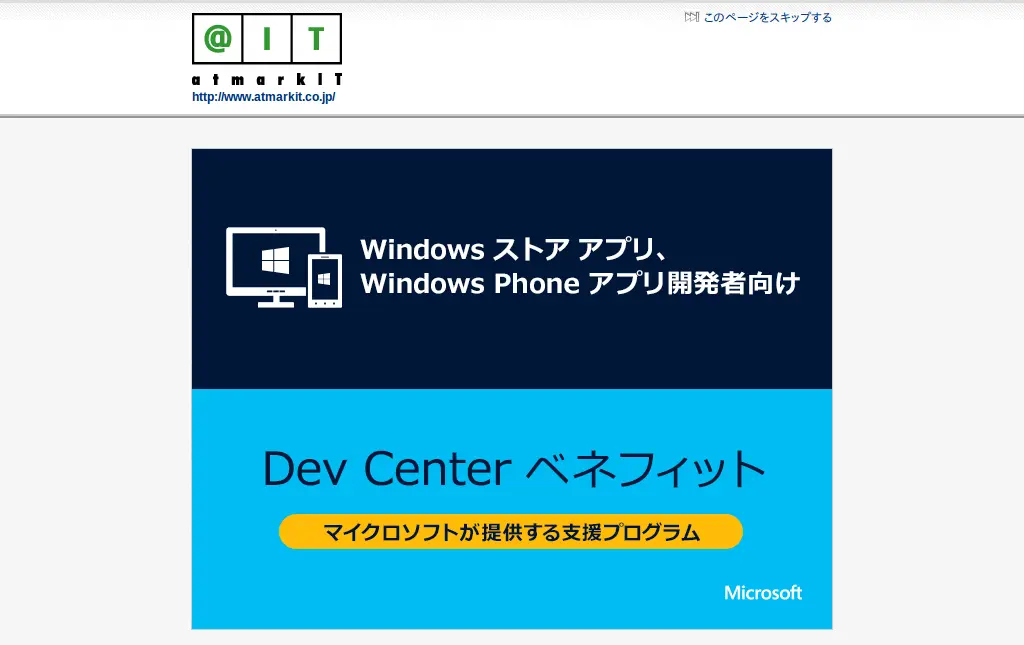 @IT
atmarkIT
http://www.atmarkit.co.jp/
このページをスキップする
Windows ストア アプリ、
Windows Phone アプリ開発者向け
Dev Center ベネフィット
マイクロソフトが提供する支援プログラム
Microsoft